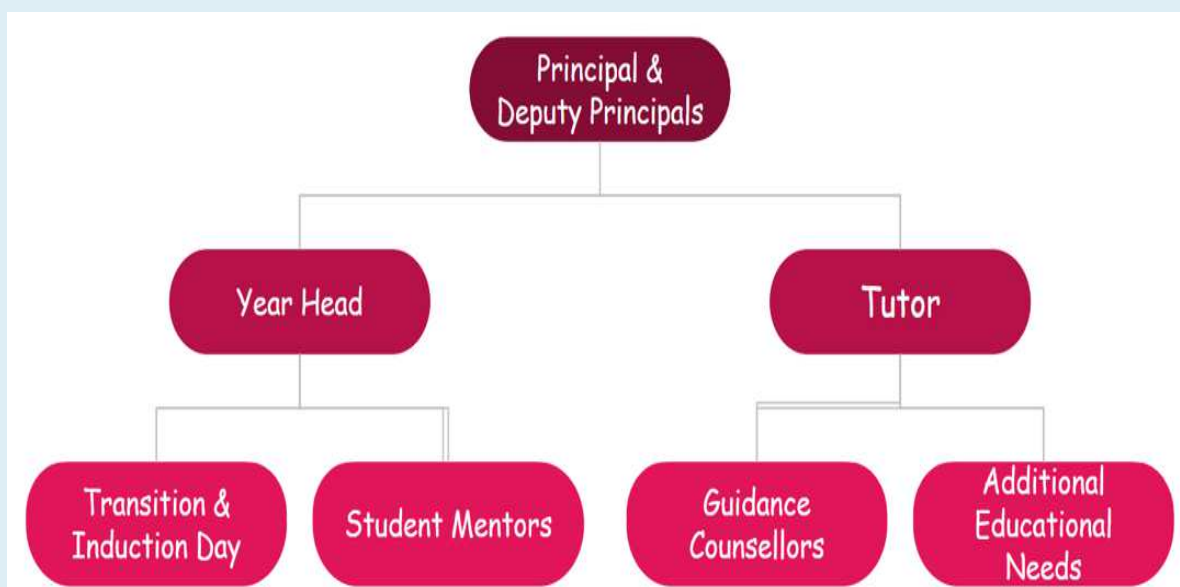 Principal &
Deputy Principals
Year Head
Tutor
Transition &
Induction Day
Student Mentors
Guidance
Counsellors
Additional
Educational
Needs